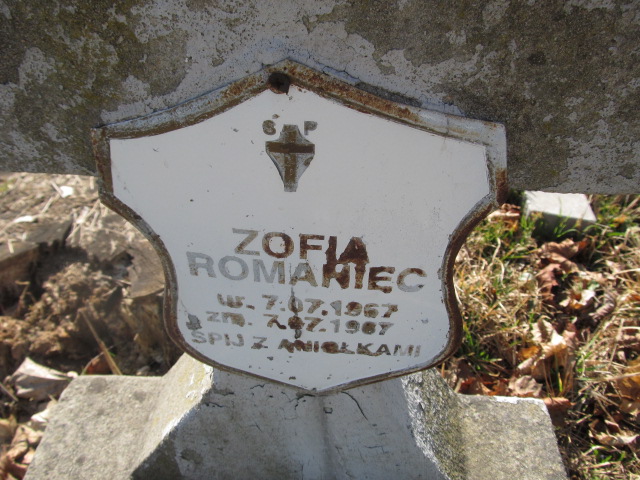 Ś P
ZOFIA
ROMANIEC
ur. 7.07.1967
zm. 7.07.1967
ŚPIJ Z ANIOŁKAMI